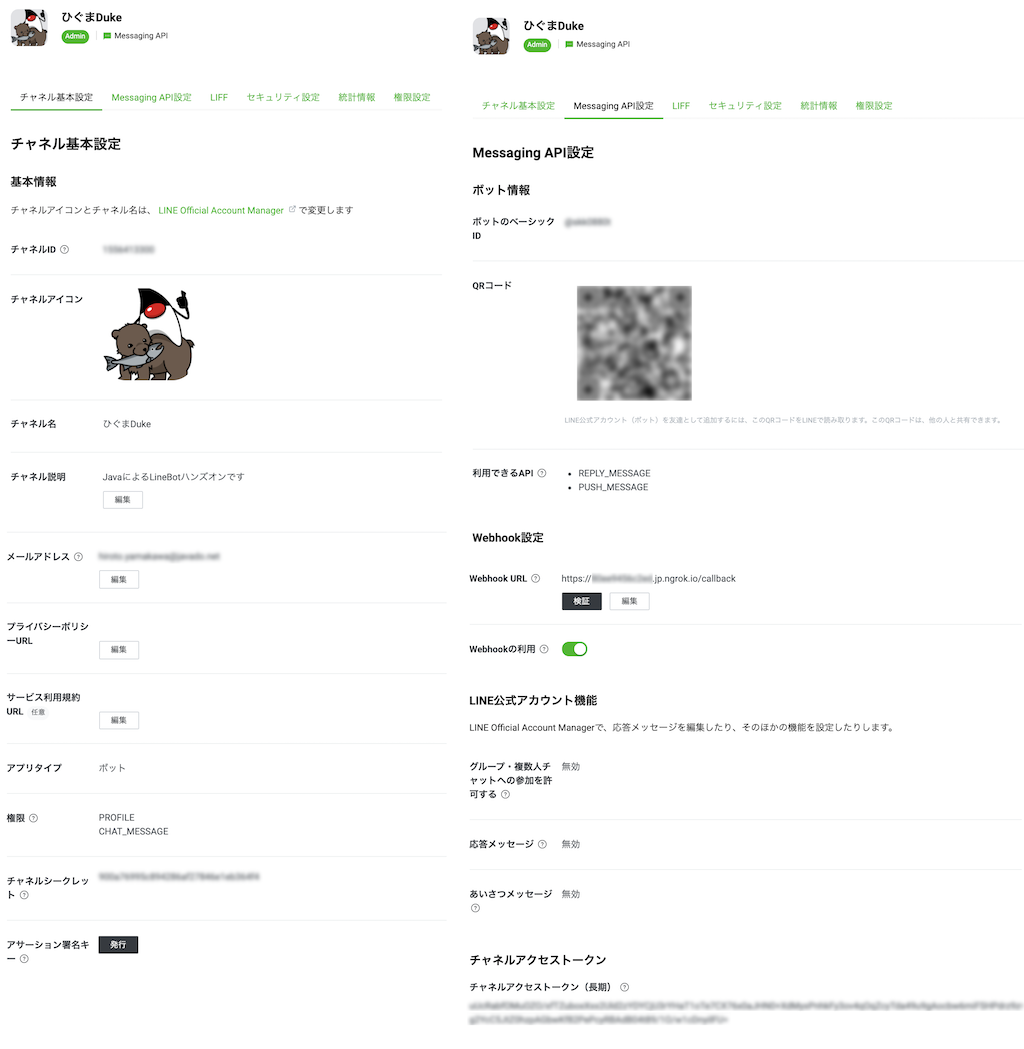 ひぐまDuke
Admin
Messaging API
チャネル基本設定 Messaging API設定 LIFF セキュリティ設定 統計情報 権限設定
チャネル基本設定
基本情報
チャネルアイコンとチャネル名は、 LINE Official Account Manager で変更します
チャネルID
チャネルアイコン
チャネル名 ひぐまDuke
チャネル説明 JavaによるLineBotハンズオンです
編集
メールアドレス
編集
プライバシーポリシ
ーURL
編集
サービス利用規約
URL 任意
編集
アプリタイプ ボット
権限 PROFILE
CHAT_MESSAGE
チャネルシークレッ
ト
アサーション署名キ
ー
発行
ひぐまDuke
Admin
Messaging API
チャネル基本設定 Messaging API設定 LIFF セキュリティ設定 統計情報 権限設定
Messaging API設定
ボット情報
ボットのベーシック
ID
QRコード
LINE公式アカウント（ボット）を友達として追加するには、このQRコードをLINEで読み取ります。このQRコードは、他の人と共有できます。
利用できるAPI
• REPLY_MESSAGE
• PUSH_MESSAGE
Webhook設定
Webhook URL https:// .jp.ngrok.io/callback
検証 編集
Webhookの利用
LINE公式アカウント機能
LINE Official Account Managerで、応答メッセージを編集したり、そのほかの機能を設定したりします。
グループ・複数人チ
ャットへの参加を許
可する
無効
応答メッセージ 無効
あいさつメッセージ 無効
チャネルアクセストークン
チャネルアクセストークン（長期）